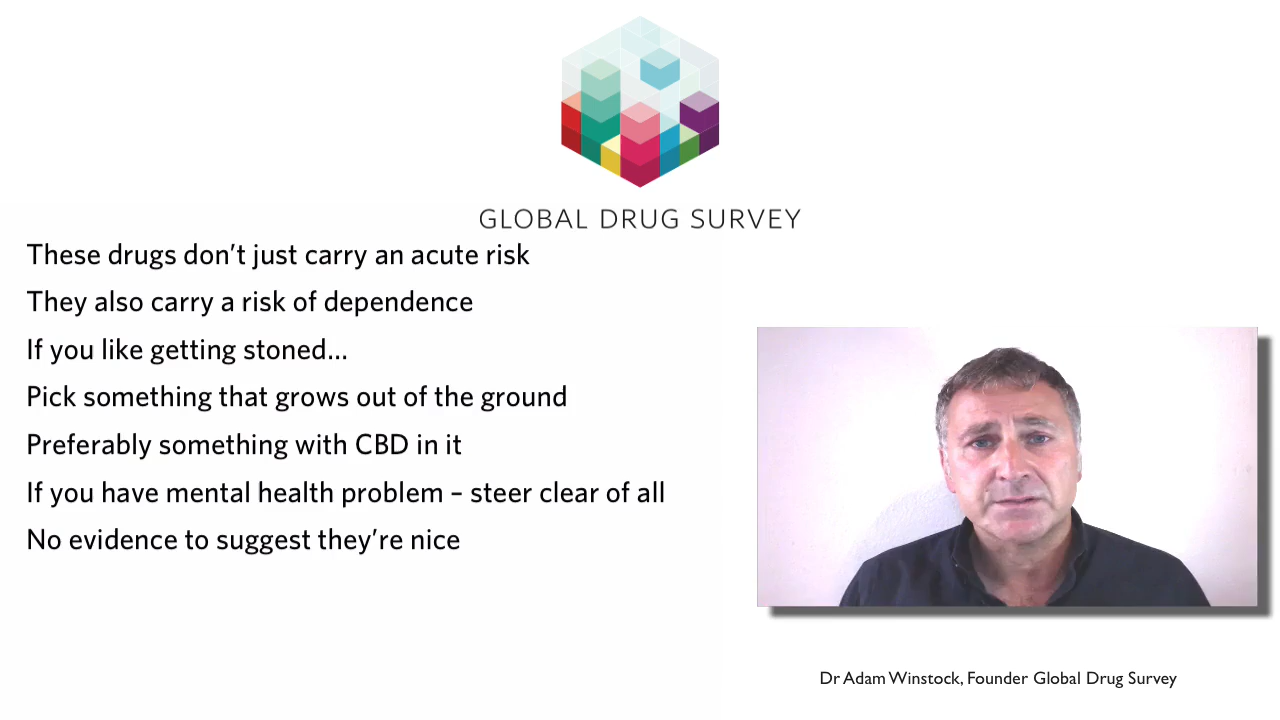 GLOBAL DRUG SURVEY
These drugs don't just carry an acute risk
They also carry a risk of dependence
If you like getting stoned...
Pick something that grows out of the ground
Preferably something with CBD in it
If you have mental health problem – steer clear of all
No evidence to suggest they're nice
Dr Adam Winstock, Founder Global Drug Survey